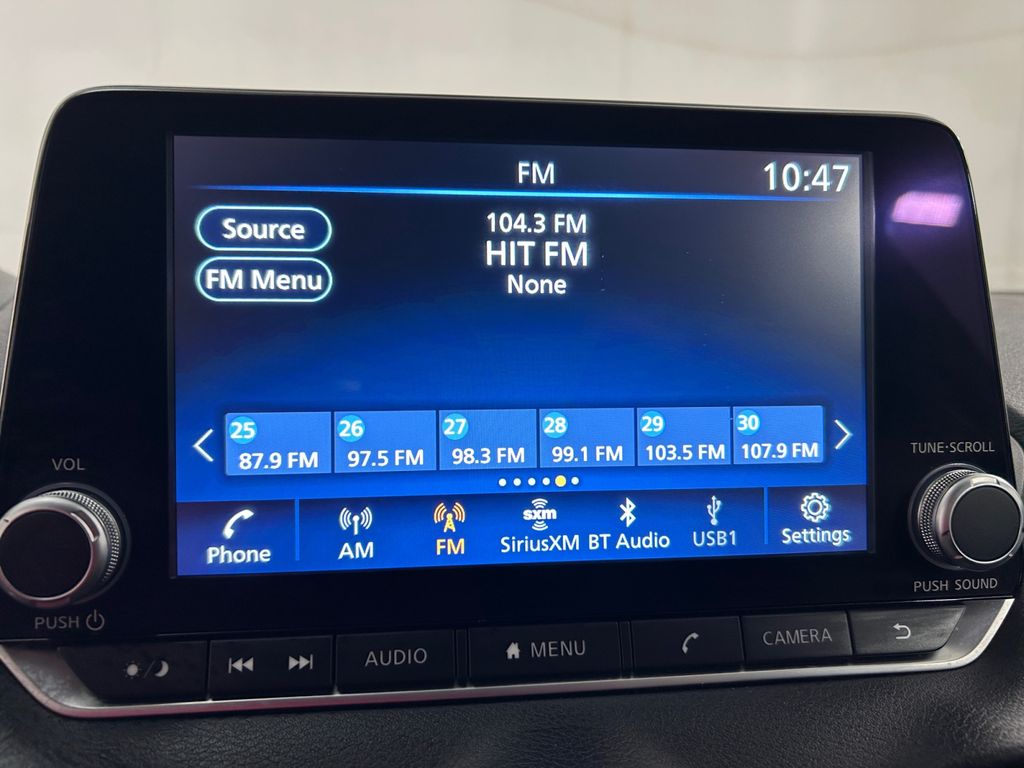 FM
10:47
Source
104.3 FM
HIT FM
FM Menu
None
25 26 27 28 29 30
87.9 FM 97.5 FM 98.3 FM 99.1 FM 103.5 FM 107.9 FM
VOL
TUNE·SCROLL
sxm
Phone AM FM SiriusXM BT Audio USB1 Settings
PUSH
PUSH SOUND
AUDIO MENU CAMERA